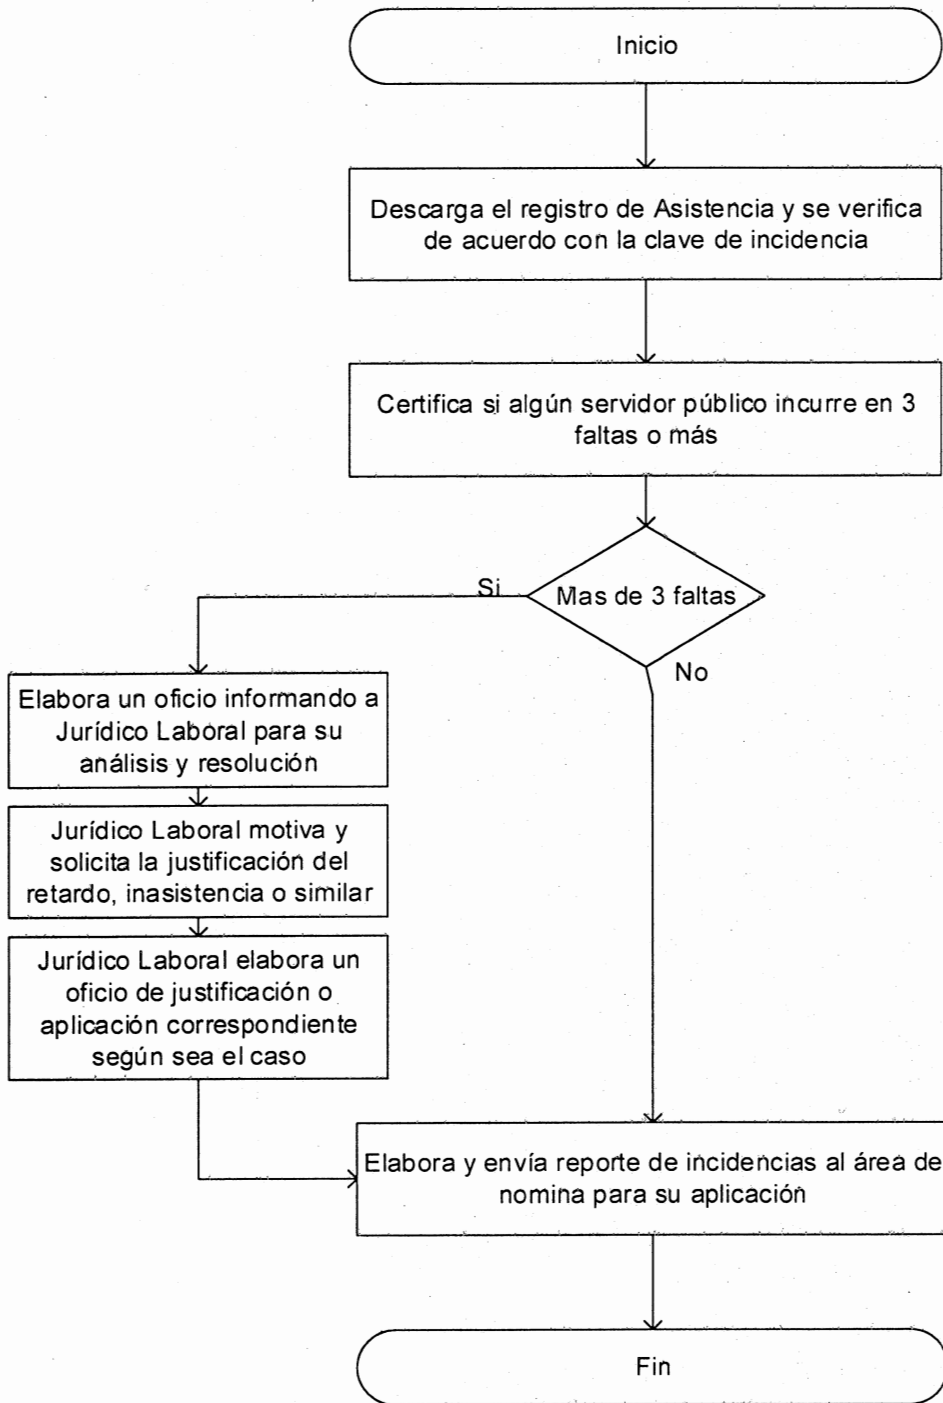 Inicio
Descarga el registro de Asistencia y se verifica
de acuerdo con la clave de incidencia
Certifica si algún servidor público incurre en 3
faltas o más
Mas de 3 faltas
Si
No
Elabora un oficio informando a
Jurídico Laboral para su
análisis y resolución
Jurídico Laboral motiva y
solicita la justificación del
retardo, inasistencia o similar
Jurídico Laboral elabora un
oficio de justificación o
aplicación correspondiente
según sea el caso
Elabora y envía reporte de incidencias al área de
nomina para su aplicación
Fin